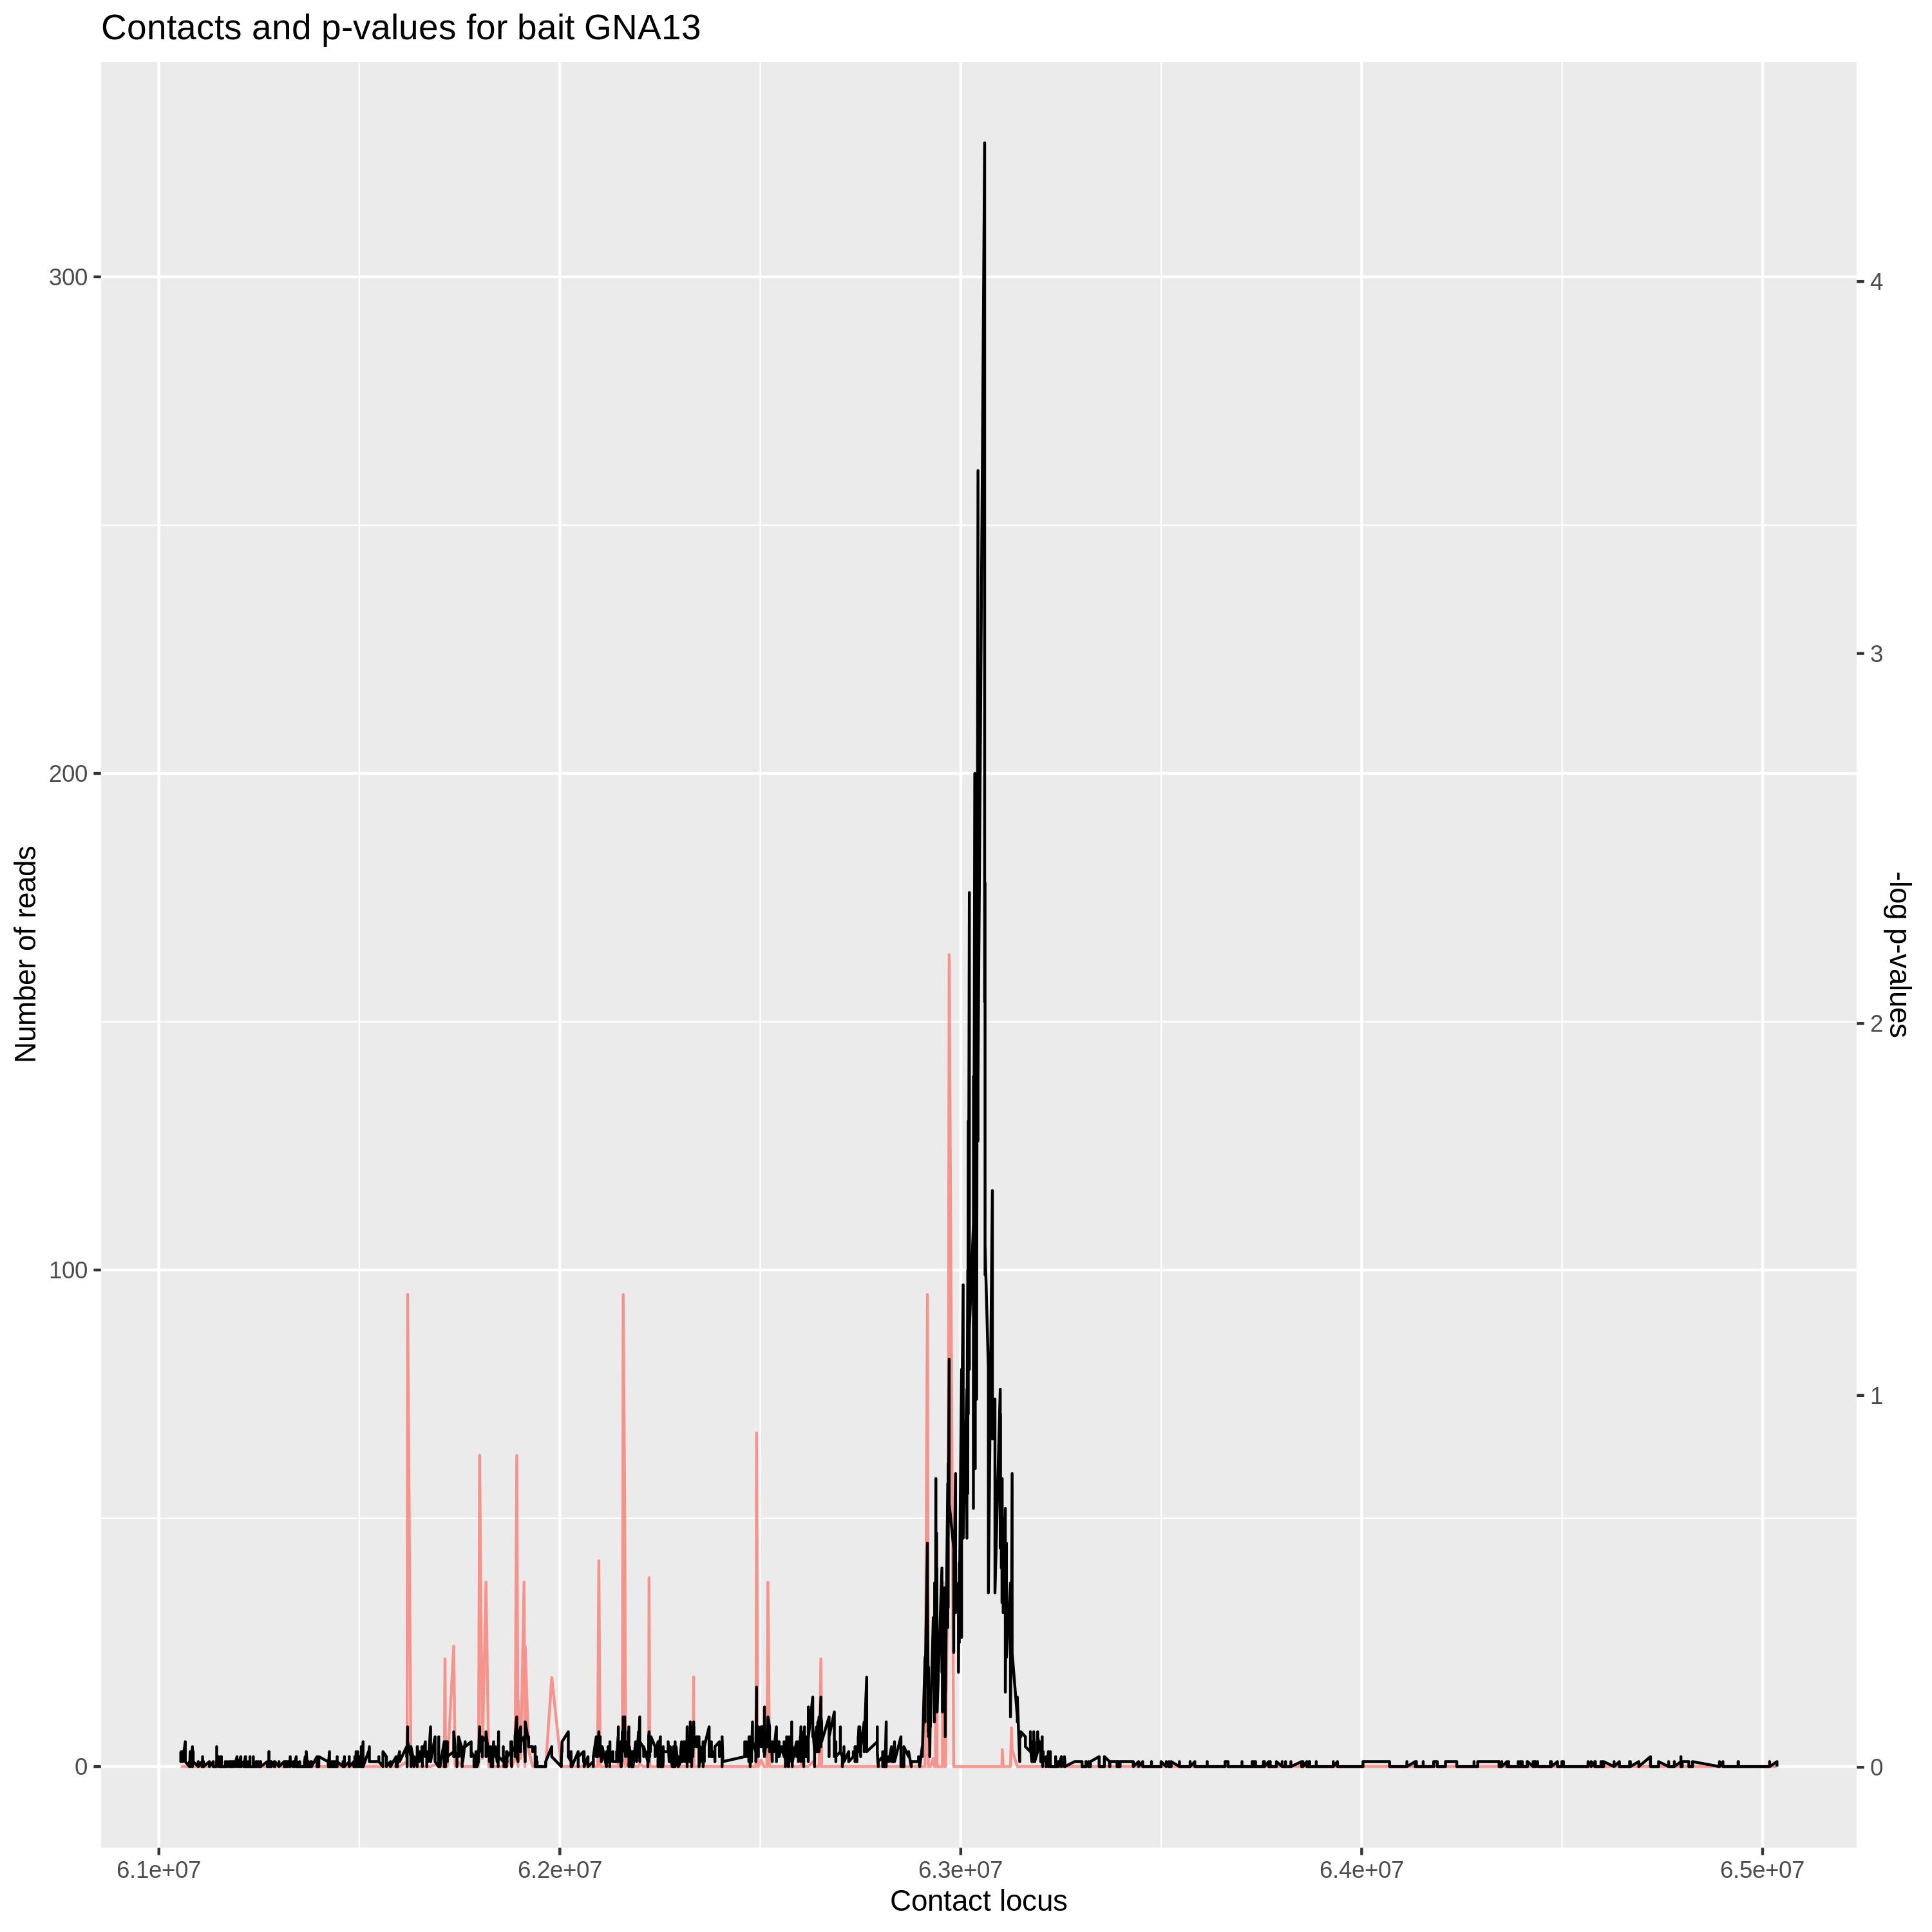 Contacts and p-values for bait GNA13
300
200
100
0
Number of reads
4
3
2
1
0
-log p-values
6.1e+07
6.2e+07
6.3e+07
6.4e+07
6.5e+07
Contact locus